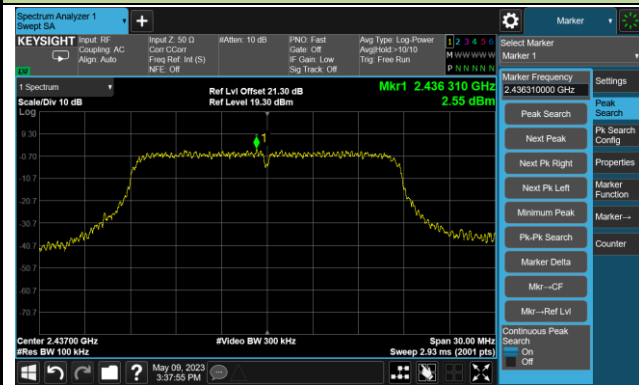 Spectrum Analyzer 1
Swept SA
Marker
KEYSIGHT
Input: RF
Coupling: AC
Align: Auto
Input Z: 50 Ω
Corr CCorr
Freq Ref: Int (S)
NFE: Off
#Atten: 10 dB
PNO: Fast
Gate: Off
IF Gain: Low
Sig Track: Off
Avg Type: Log-Power
Avg|Hold:>10/10
Trig: Free Run
1 2 3 4 5 6
M W W W W W
P N N N N N
LVI
Select Marker
Marker 1
1 Spectrum
Scale/Div 10 dB
Log
Ref Lvl Offset 21.30 dB
Ref Level 19.30 dBm
Mkr1 2.436 310 GHz
2.55 dBm
9.30
-0.70
-10.7
-20.7
-30.7
-40.7
-50.7
-60.7
-70.7
1
Center 2.43700 GHz
#Res BW 100 kHz
#Video BW 300 kHz
Span 30.00 MHz
Sweep 2.93 ms (2001 pts)
Marker Frequency
2.436310000 GHz
Peak Search
Next Peak
Next Pk Right
Next Pk Left
Minimum Peak
Pk-Pk Search
Marker Delta
Mkr→CF
Mkr→Ref Lvl
Continuous Peak
Search
On
Off
Settings
Peak
Search
Pk Search
Config
Properties
Marker
Function
Marker→
Counter
May 09, 2023
3:37:55 PM